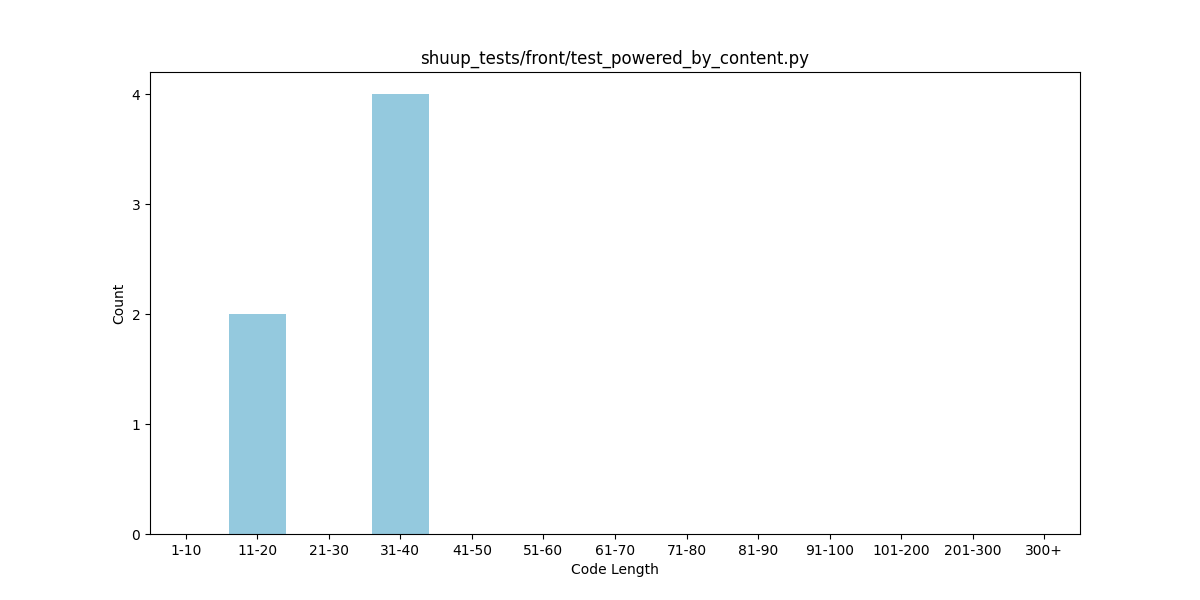 shuup_tests/front/test_powered_by_content.py
4
3
2
1
0
Count
1-10 11-20 21-30 31-40 41-50 51-60 61-70 71-80 81-90 91-100 101-200 201-300 300+
Code Length